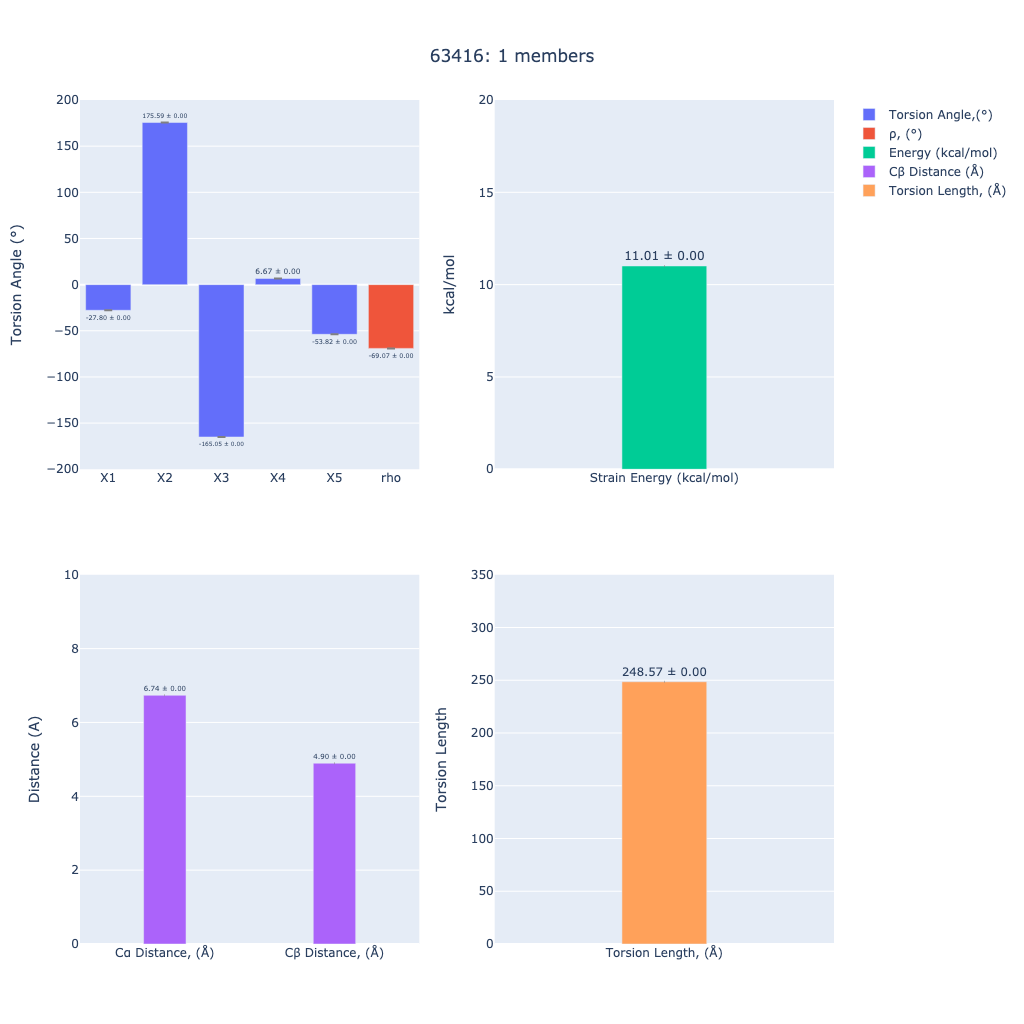 63416: 1 members
200
150
100
50
0
−50
−100
−150
−200
Torsion Angle (°)
175.59 ± 0.00
-27.80 ± 0.00
-165.05 ± 0.00
6.67 ± 0.00
-53.82 ± 0.00
-69.07 ± 0.00
X1 X2 X3 X4 X5 rho
20
15
10
5
0
kcal/mol
11.01 ± 0.00
Strain Energy (kcal/mol)
Torsion Angle,(°)
ρ, (°)
Energy (kcal/mol)
Cβ Distance (Å)
Torsion Length, (Å)
10
8
6
4
2
0
Distance (A)
6.74 ± 0.00
4.90 ± 0.00
Cα Distance, (Å) Cβ Distance, (Å)
350
300
250
200
150
100
50
0
Torsion Length
248.57 ± 0.00
Torsion Length, (Å)